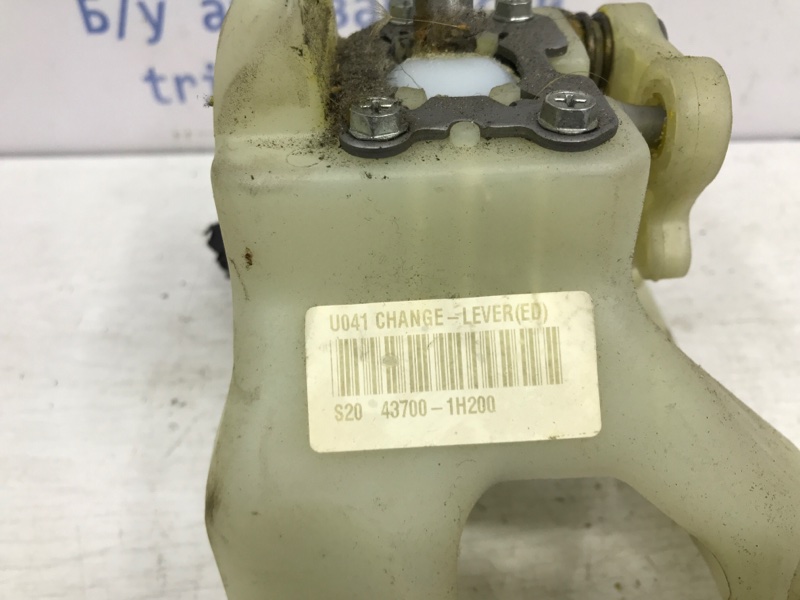 б/у а
tri
U041 CHANGE-LEVER(ED)
S20 43700-1H200